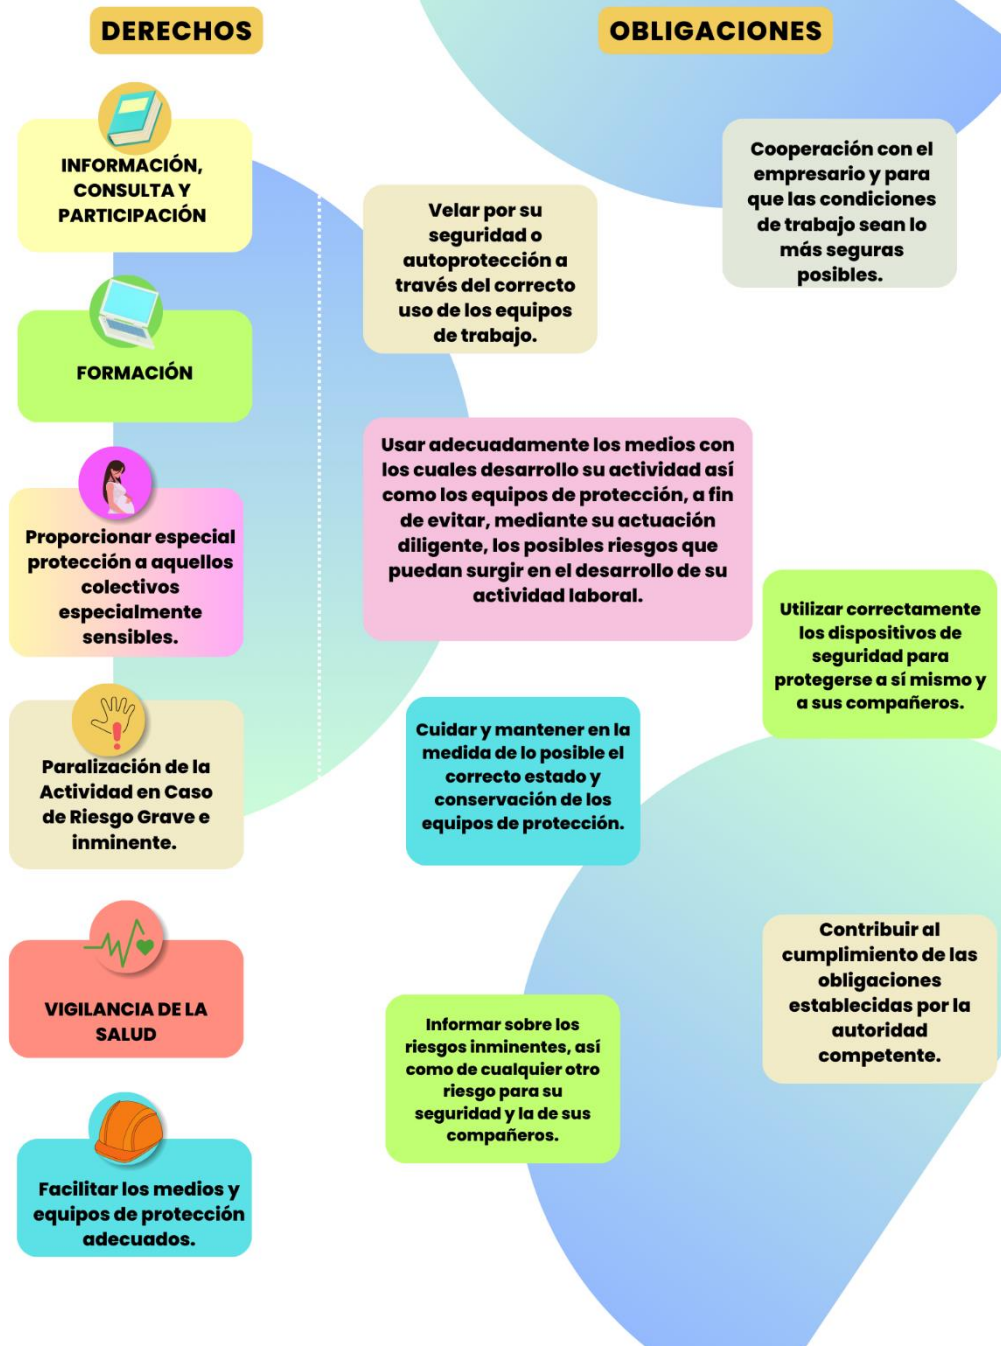 DERECHOS
INFORMACIÓN,
CONSULTA Y
PARTICIPACIÓN
FORMACIÓN
Proporcionar especial
protección a aquellos
colectivos
especialmente
sensibles.
Paralización de la
Actividad en Caso
de Riesgo Grave e
inminente.
VIGILANCIA DE LA
SALUD
Facilitar los medios y
equipos de protección
adecuados.
OBLIGACIONES
Velar por su
seguridad o
autoprotección a
través del correcto
uso de los equipos
de trabajo.
Cooperación con el
empresario y para
que las condiciones
de trabajo sean lo
más seguras
posibles.
Usar adecuadamente los medios con
los cuales desarrollo su actividad así
como los equipos de protección, a fin
de evitar, mediante su actuación
diligente, los posibles riesgos que
puedan surgir en el desarrollo de su
actividad laboral.
Utilizar correctamente
los dispositivos de
seguridad para
protegerse a sí mismo y
a sus compañeros.
Cuidar y mantener en la
medida de lo posible el
correcto estado y
conservación de los
equipos de protección.
Contribuir al
cumplimiento de las
obligaciones
establecidas por la
autoridad
competente.
Informar sobre los
riesgos inminentes, así
como de cualquier otro
riesgo para su
seguridad y la de sus
compañeros.